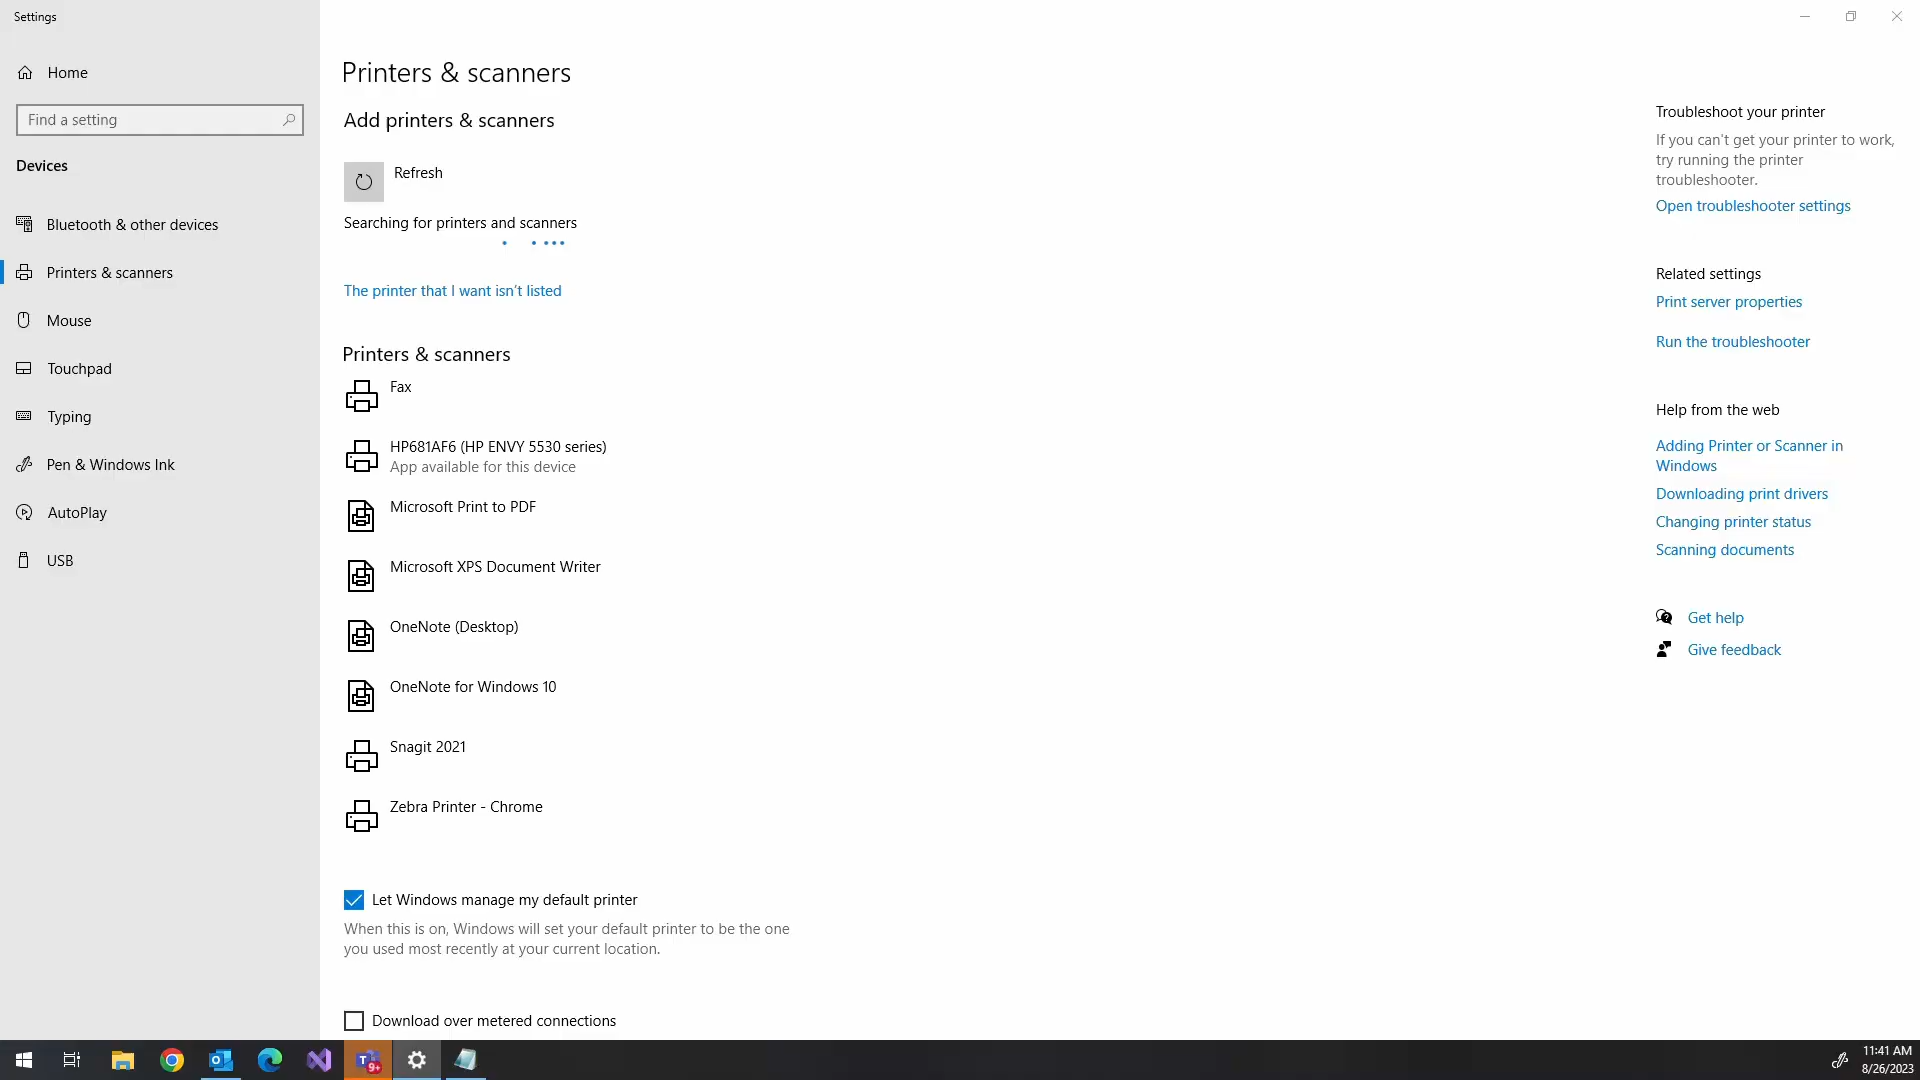 Settings
Home
Find a setting
Devices
Bluetooth & other devices
Printers & scanners
Mouse
Touchpad
Typing
Pen & Windows Ink
AutoPlay
USB
Printers & scanners
Add printers & scanners
Refresh
Searching for printers and scanners
The printer that I want isn't listed
Printers & scanners
Fax
HP681AF6 (HP ENVY 5530 series)
App available for this device
Microsoft Print to PDF
Microsoft XPS Document Writer
OneNote (Desktop)
OneNote for Windows 10
Snagit 2021
Zebra Printer - Chrome
Let Windows manage my default printer
When this is on, Windows will set your default printer to be the one
you used most recently at your current location.
Download over metered connections
Troubleshoot your printer
If you can't get your printer to work,
try running the printer
troubleshooter.
Open troubleshooter settings
Related settings
Print server properties
Run the troubleshooter
Help from the web
Adding Printer or Scanner in
Windows
Downloading print drivers
Changing printer status
Scanning documents
Get help
Give feedback
9+
11:41 AM
8/26/2023